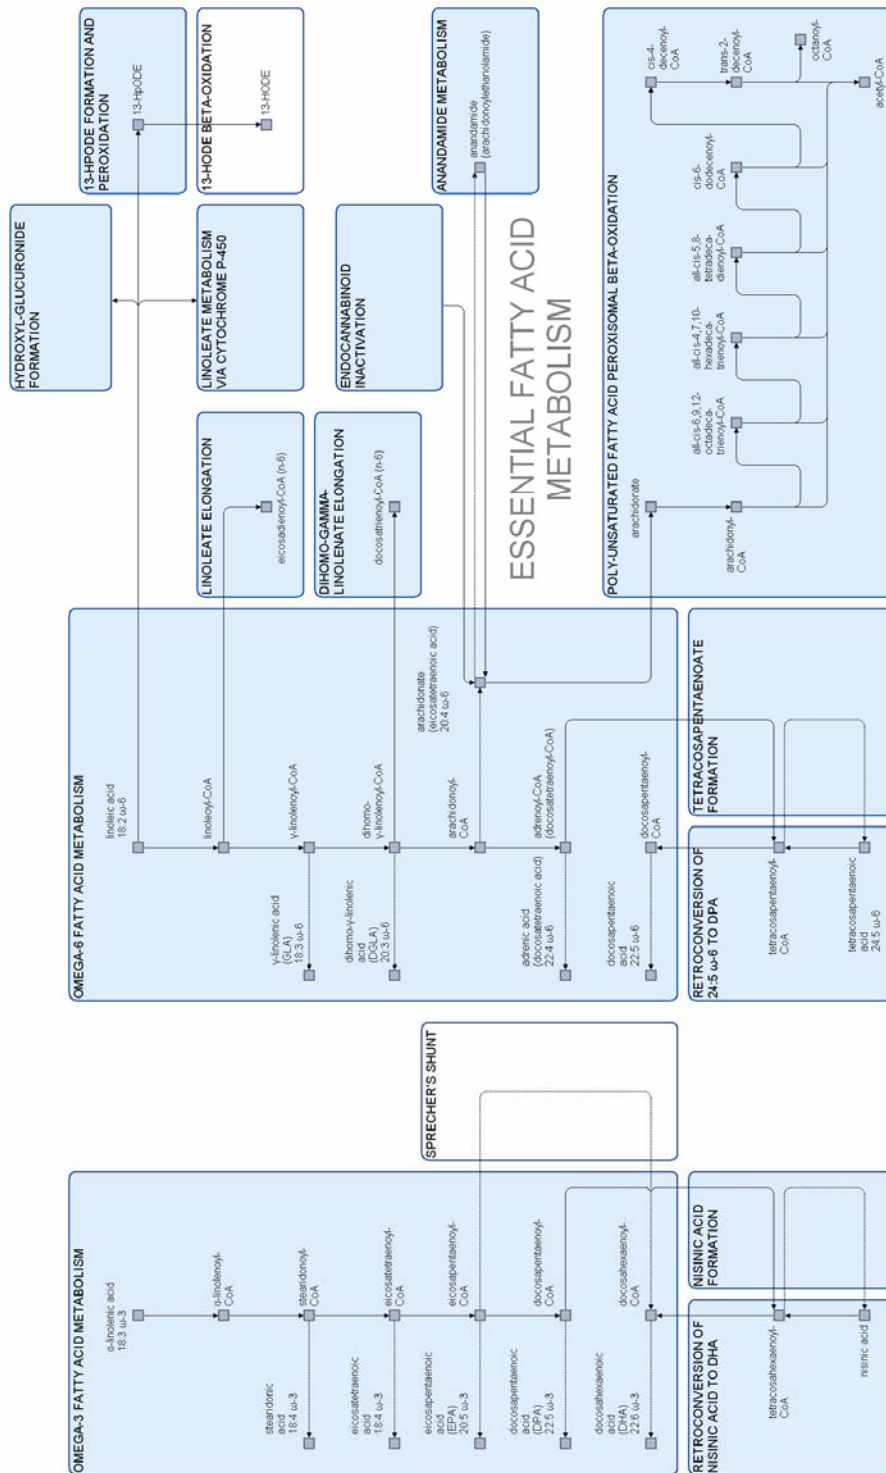 OMEGA-3 FATTY ACID METABOLISM
α-linolenic acid
18:3 ω-3
α-linolenoyl-
CoA
stearidonic
acid
18:4 ω-3
stearidonoyl-
CoA
eicosatetraenoic
acid
18:4 ω-3
eicosatetraenoyl-
CoA
eicosapentaenoic
acid
(EPA)
20:5 ω-3
eicosapentaenoyl-
CoA
docosapentaenoic
acid
(DPA)
22:5 ω-3
docosapentaenoyl-
CoA
docosahexaenoic
acid
(DHA)
22:6 ω-3
docosahexaenoyl-
CoA
RETROCONVERSION OF
NISINIC ACID TO DHA
tetracosahexaenoyl-
CoA
nisinic acid
NISINIC ACID
FORMATION
SPRECHER'S SHUNT
OMEGA-6 FATTY ACID METABOLISM
linoleic acid
18:2 ω-6
linoleoyl-CoA
γ-linolenic acid
(GLA)
18:3 ω-6
γ-linolenoyl-CoA
dihomo-γ-linolenic
acid
(DGLA)
20:3 ω-6
dihomo-
γ-linolenoyl-CoA
arachidonoyl-
CoA
arachidonate
(eicosatetraenoic acid)
20:4 ω-6
adrenic acid
(docosatetraenoic acid)
22:4 ω-6
adrenoyl-CoA
(docosatetraenoyl-CoA)
docosapentaenoic
acid
22:5 ω-6
docosapentaenoyl-
CoA
RETROCONVERSION OF
24:5 ω-6 TO DPA
tetracosapentaenoyl-
CoA
tetracosapentaenoic
acid
24:5 ω-6
TETRACOSAPENTAENOATE
FORMATION
HYDROXYL-GLUCURONIDE
FORMATION
13-HPODE FORMATION AND
PEROXIDATION
13-HpODE
LINOLEATE METABOLISM
VIA CYTOCHROME P-450
13-HODE BETA-OXIDATION
13-HODE
LINOLEATE ELONGATION
eicosadienoyl-CoA (n-6)
DIHOMO-GAMMA-
LINOLENATE ELONGATION
docosatrienoyl-CoA (n-6)
ENDOCANNABINOID
INACTIVATION
ANANDAMIDE METABOLISM
anandamide
(arachidonoylethanolamide)
ESSENTIAL FATTY ACID
METABOLISM
POLY-UNSATURATED FATTY ACID PEROXISOMAL BETA-OXIDATION
arachidonate
arachidonyl-
CoA
all-cis-6,9,12-
octadeca-
trienoyl-CoA
all-cis-4,7,10-
hexadeca-
trienoyl-CoA
all-cis-5,8-
tetradeca-
dienoyl-CoA
cis-6-
dodecenoyl-
CoA
cis-4-
decenoyl-
CoA
trans-2-
decenoyl-
CoA
octanoyl-
CoA
acetyl-CoA